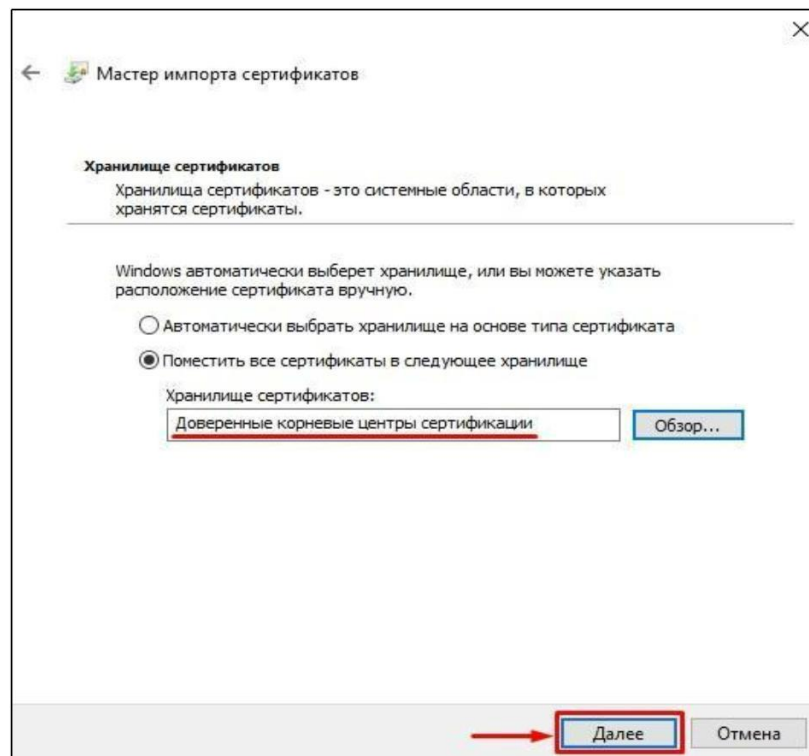 Мастер импорта сертификатов
Хранилище сертификатов
Хранилища сертификатов - это системные области, в которых
хранятся сертификаты.
Windows автоматически выберет хранилище, или вы можете указать
расположение сертификата вручную.
Автоматически выбрать хранилище на основе типа сертификата
Поместить все сертификаты в следующее хранилище
Хранилище сертификатов:
Доверенные корневые центры сертификации
Обзор...
Далее
Отмена